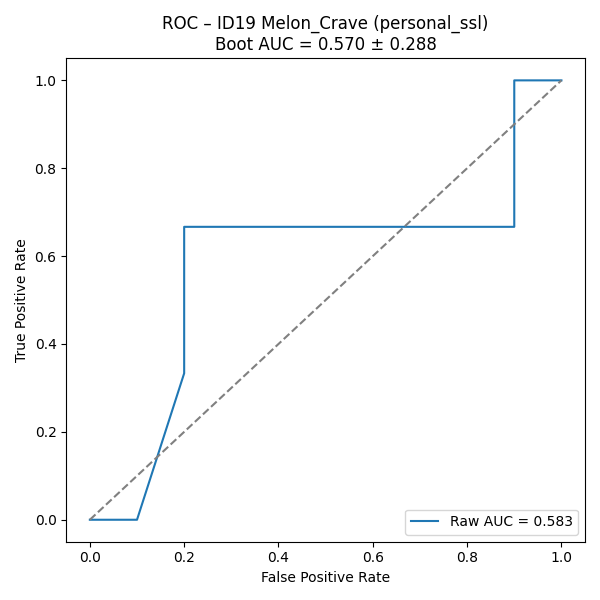 ROC – ID19 Melon_Crave (personal_ssl)
Boot AUC = 0.570 ± 0.288
True Positive Rate
1.0
0.8
0.6
0.4
0.2
0.0
Raw AUC = 0.583
0.0 0.2 0.4 0.6 0.8 1.0
False Positive Rate